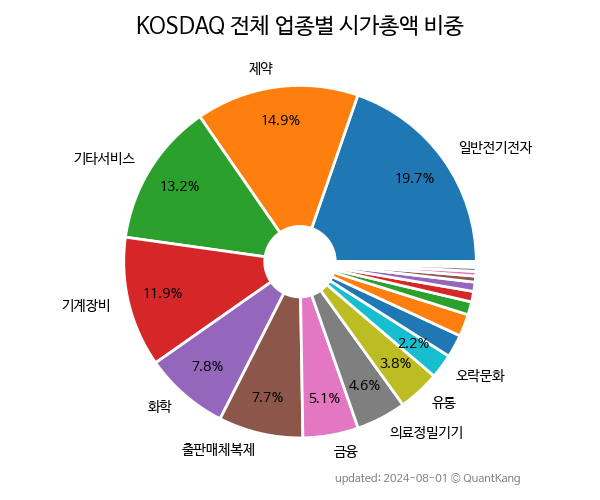 KOSDAQ 전체 업종별 시가총액 비중
제약
14.9%
일반전기전자
19.7%
기타서비스
13.2%
기계장비
11.9%
화학
7.8%
출판매체복제
7.7%
금융
5.1%
의료정밀기기
4.6%
유통
3.8%
오락문화
2.2%
updated: 2024-08-01 © QuantKang